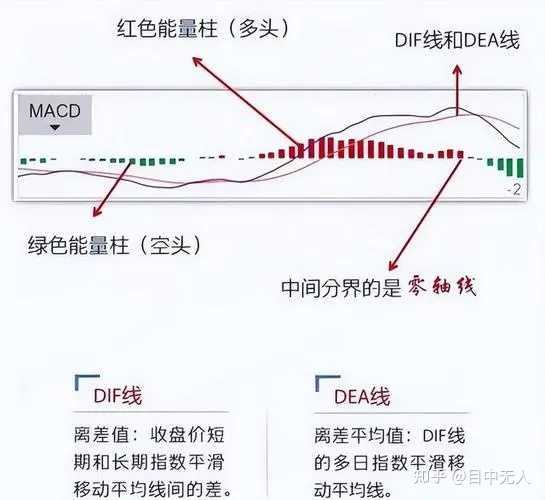 红色能量柱（多头）
DIF线和DEA线
MACD
-2
绿色能量柱（空头）
中间分界的是 零轴线
DIF线
离差值：收盘价短
期和长期指数平滑
移动平均线间的差。
DEA线
离差平均值：DIF线
的多日指数平滑移
动平均线。
知乎 @目中无人